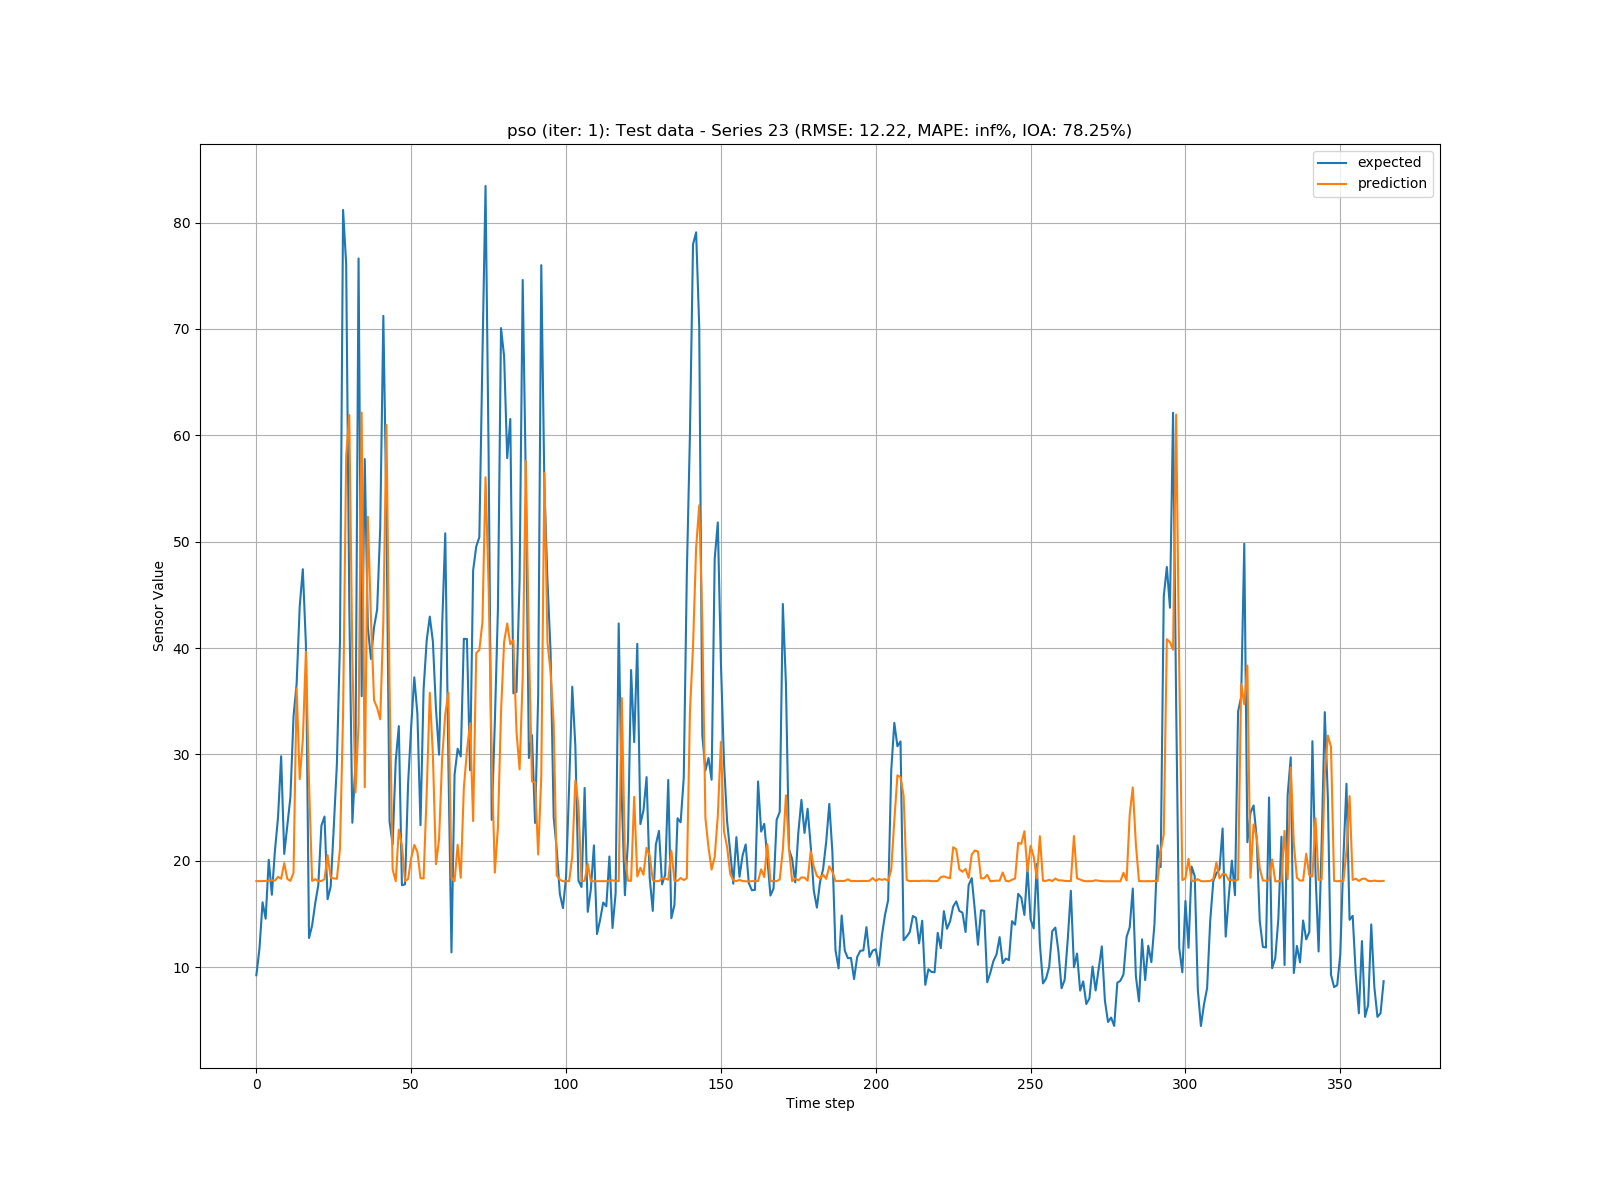 pso (iter: 1): Test data - Series 23 (RMSE: 12.22, MAPE: inf%, IOA: 78.25%)
expected
prediction
80
70
60
50
40
30
20
10
Sensor Value
0 50 100 150 200 250 300 350
Time step